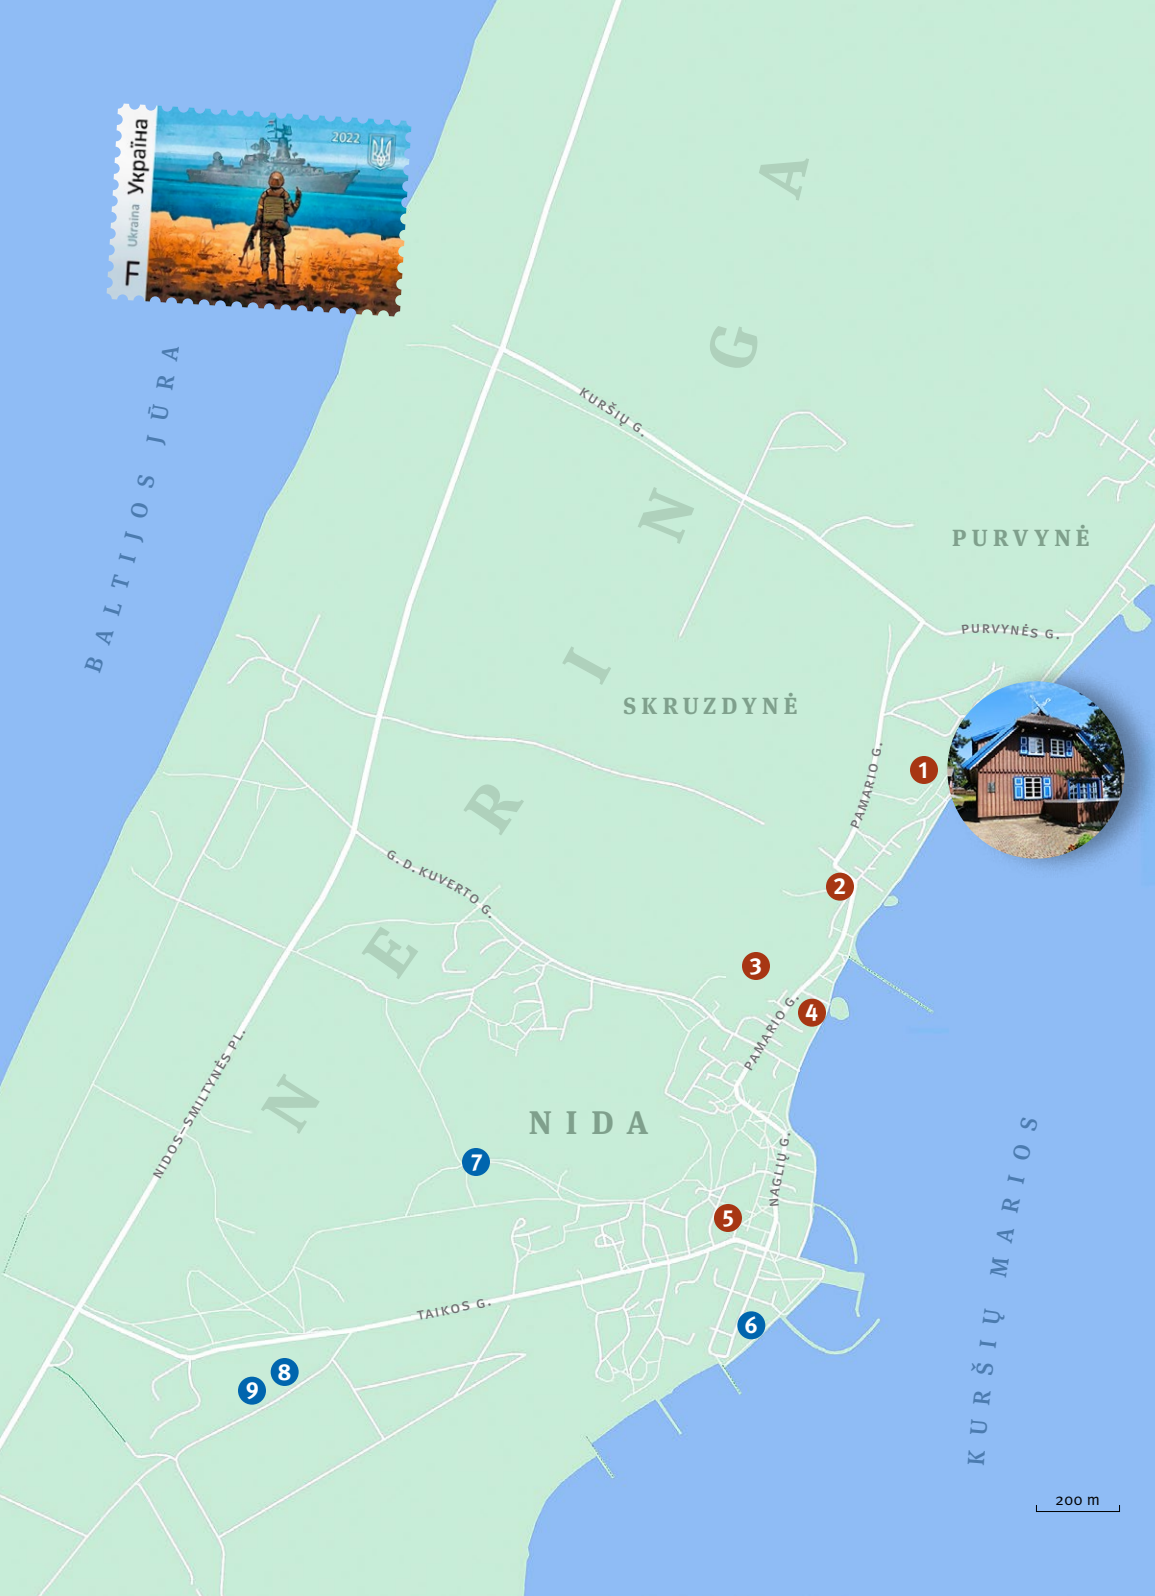 Україна
Ukraina
F
2022
BALTIJOS JŪRA
NERINGA
KURŠIŲ G.
PURVYNĖ
PURVYNĖS G.
SKRUZDYNĖ
PAMARIO G.
1
2
G. D. KUVERTO G.
3
4
PAMARIO G.
NIDOS–SMILTYNĖS PL.
NIDA
7
NAGLIŲ G.
5
TAIKOS G.
6
8
9
KURŠIŲ MARIOS
200 m